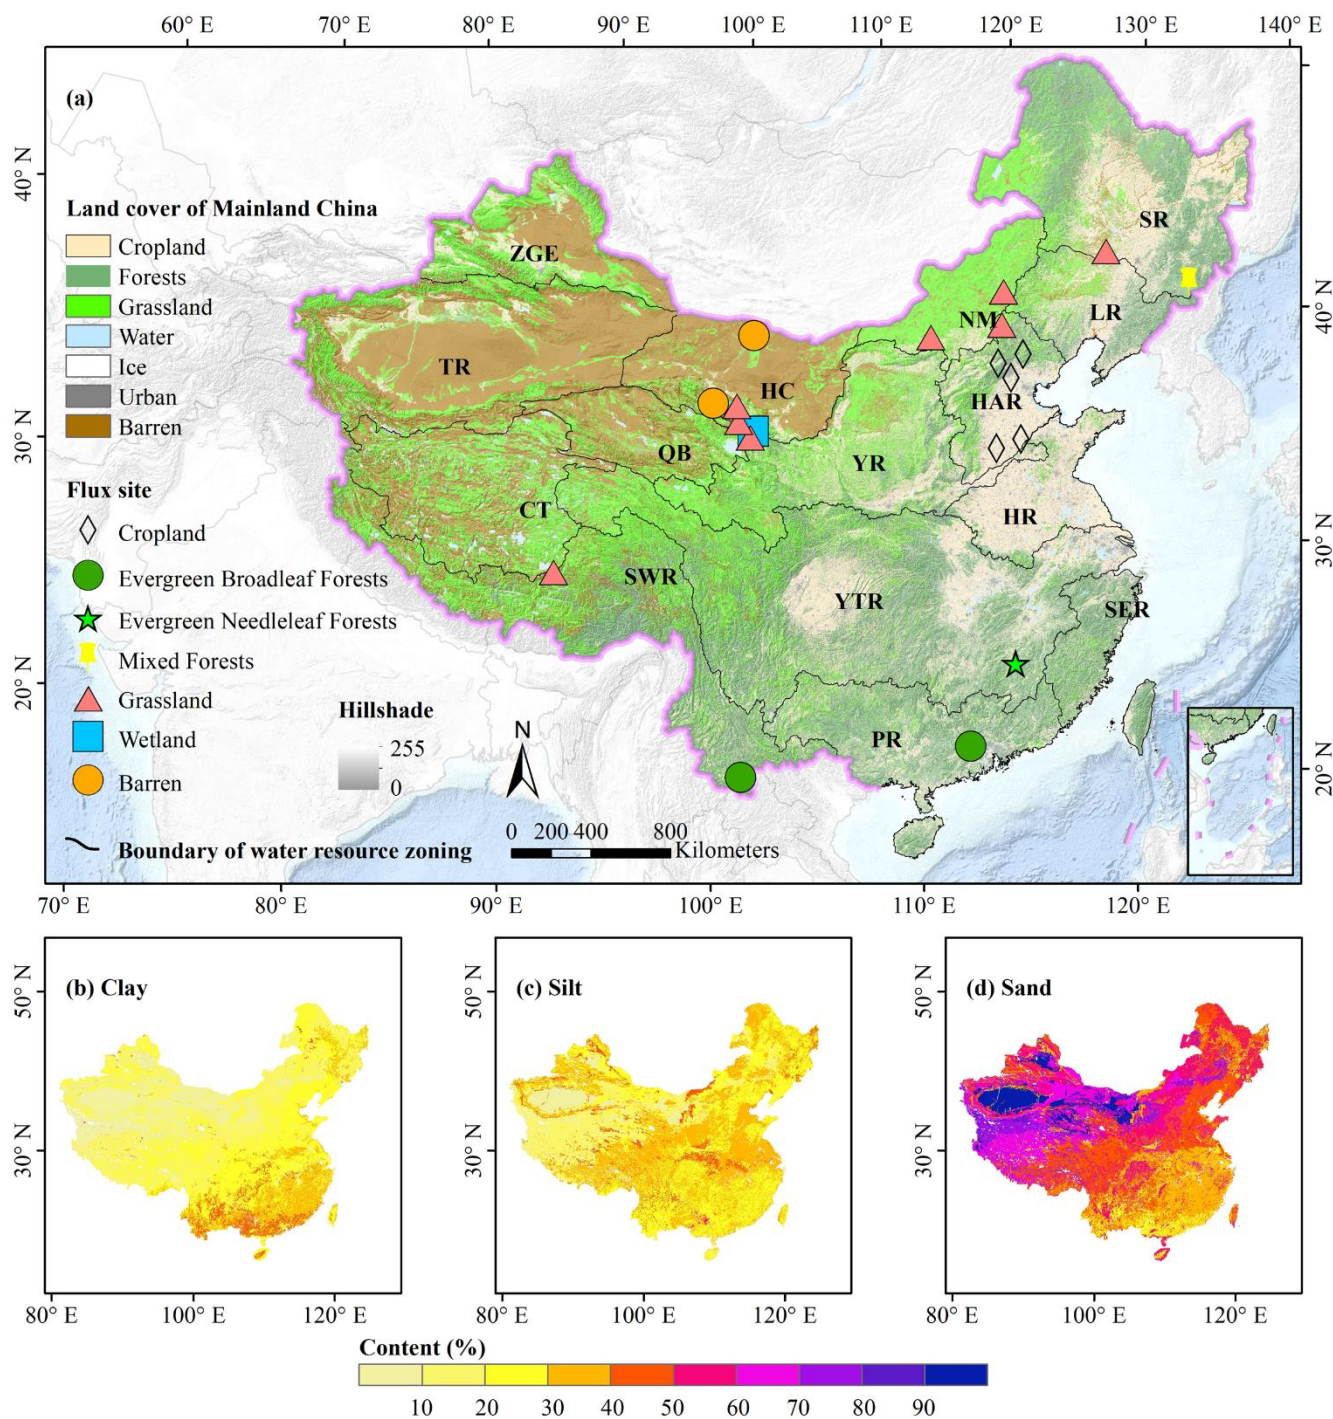 60° E 70° E 80° E 90° E 100° E 110° E 120° E 130° E 140° E
(a)
40° N
30° N
20° N
40° N
30° N
20° N
Land cover of Mainland China
Cropland
Forests
Grassland
Water
Ice
Urban
Barren
Flux site
Cropland
Evergreen Broadleaf Forests
Evergreen Needleleaf Forests
Mixed Forests
Grassland
Wetland
Barren
Boundary of water resource zoning
Hillshade
255
0
N
0 200 400 800
Kilometers
ZGE
SR
NM
LR
TR
HC
HAR
QB
YR
CT
HR
SWR
YTR
SER
PR
70° E 80° E 90° E 100° E 110° E 120° E
(b) Clay
50° N
30° N
80° E 100° E 120° E
(c) Silt
50° N
30° N
80° E 100° E 120° E
(d) Sand
50° N
30° N
80° E 100° E 120° E
Content (%)
10 20 30 40 50 60 70 80 90